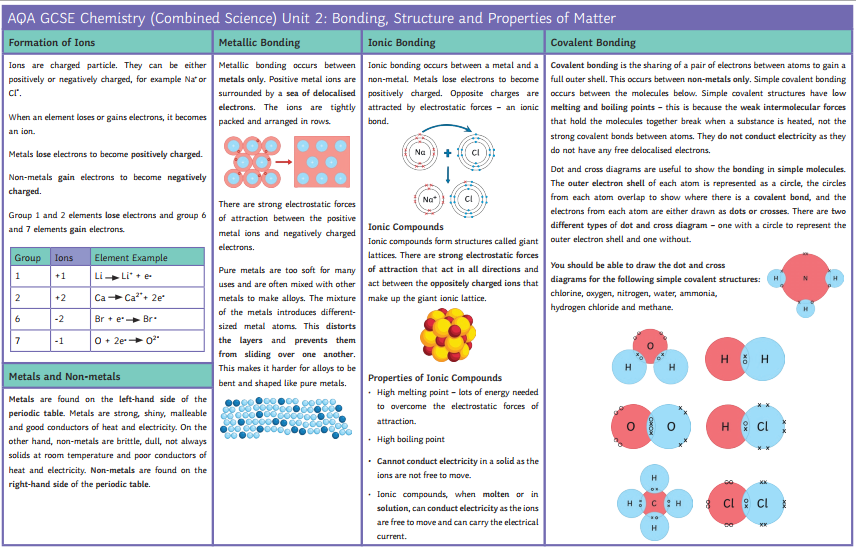 AQA GCSE Chemistry (Combined Science) Unit 2: Bonding, Structure and Properties of Matter
Formation of Ions
Ions are charged particle. They can be either
positively or negatively charged, for example Na⁺or
Cl⁻.
When an element loses or gains electrons, it becomes
an ion.
Metals lose electrons to become positively charged.
Non-metals gain electrons to become negatively
charged.
Group 1 and 2 elements lose electrons and group 6
and 7 elements gain electrons.
Group Ions Element Example
1 +1 Li → Li⁺ + e-
2 +2 Ca → Ca²⁺ + 2e-
6 -2 Br + e- → Br-
7 -1 O + 2e- → O²-
Metals and Non-metals
Metals are found on the left-hand side of the
periodic table. Metals are strong, shiny, malleable
and good conductors of heat and electricity. On the
other hand, non-metals are brittle, dull, not always
solids at room temperature and poor conductors of
heat and electricity. Non-metals are found on the
right-hand side of the periodic table.
Metallic Bonding
Metallic bonding occurs between
metals only. Positive metal ions are
surrounded by a sea of delocalised
electrons. The ions are tightly
packed and arranged in rows.
There are strong electrostatic forces
of attraction between the positive
metal ions and negatively charged
electrons.
Pure metals are too soft for many
uses and are often mixed with other
metals to make alloys. The mixture
of the metals introduces different-
sized metal atoms. This distorts
the layers and prevents them
from sliding over one another.
This makes it harder for alloys to be
bent and shaped like pure metals.
Ionic Bonding
Ionic bonding occurs between a metal and a
non-metal. Metals lose electrons to become
positively charged. Opposite charges are
attracted by electrostatic forces – an ionic
bond.
Na + Cl
Na⁺ Cl⁻
Ionic Compounds
Ionic compounds form structures called giant
lattices. There are strong electrostatic forces
of attraction that act in all directions and
act between the oppositely charged ions that
make up the giant ionic lattice.
Properties of Ionic Compounds
• High melting point – lots of energy needed
to overcome the electrostatic forces of
attraction.
• High boiling point
• Cannot conduct electricity in a solid as the
ions are not free to move.
• Ionic compounds, when molten or in
solution, can conduct electricity as the ions
are free to move and can carry the electrical
current.
Covalent Bonding
Covalent bonding is the sharing of a pair of electrons between atoms to gain a
full outer shell. This occurs between non-metals only. Simple covalent bonding
occurs between the molecules below. Simple covalent structures have low
melting and boiling points – this is because the weak intermolecular forces
that hold the molecules together break when a substance is heated, not the
strong covalent bonds between atoms. They do not conduct electricity as they
do not have any free delocalised electrons.
Dot and cross diagrams are useful to show the bonding in simple molecules.
The outer electron shell of each atom is represented as a circle, the circles
from each atom overlap to show where there is a covalent bond, and the
electrons from each atom are either drawn as dots or crosses. There are two
different types of dot and cross diagram – one with a circle to represent the
outer electron shell and one without.
You should be able to draw the dot and cross
diagrams for the following simple covalent structures:
chlorine, oxygen, nitrogen, water, ammonia,
hydrogen chloride and methane.
H N H
H
O
H H
H H
O O
H Cl
H
H C H
H
Cl Cl